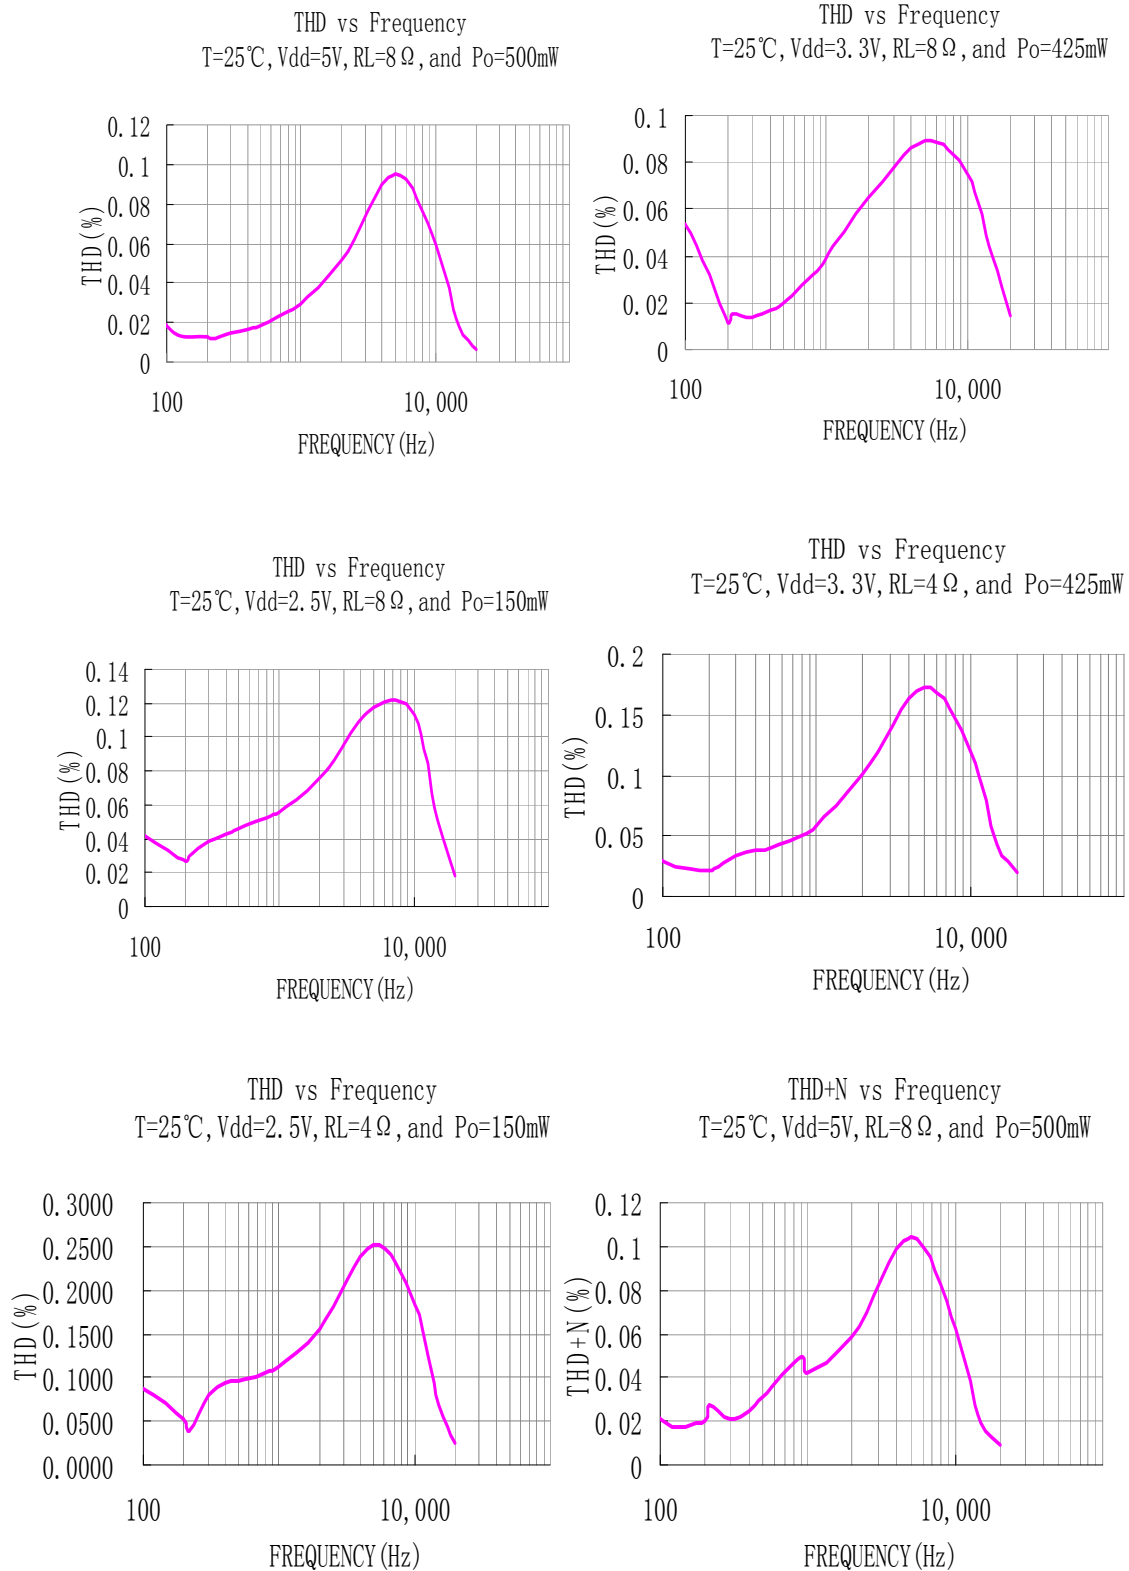 THD vs Frequency
T=25℃, Vdd=5V, RL=8Ω, and Po=500mW
0.12
0.1
0.08
0.06
0.04
0.02
0
THD(%)
100
10,000
FREQUENCY(Hz)
THD vs Frequency
T=25℃, Vdd=3.3V, RL=8Ω, and Po=425mW
0.1
0.08
0.06
0.04
0.02
0
THD(%)
100
10,000
FREQUENCY(Hz)
THD vs Frequency
T=25℃, Vdd=2.5V, RL=8Ω, and Po=150mW
0.14
0.12
0.1
0.08
0.06
0.04
0.02
0
THD(%)
100
10,000
FREQUENCY(Hz)
THD vs Frequency
T=25℃, Vdd=3.3V, RL=4Ω, and Po=425mW
0.2
0.15
0.1
0.05
0
THD(%)
100
10,000
FREQUENCY(Hz)
THD vs Frequency
T=25℃, Vdd=2.5V, RL=4Ω, and Po=150mW
0.3000
0.2500
0.2000
0.1500
0.1000
0.0500
0.0000
THD(%)
100
10,000
FREQUENCY(Hz)
THD+N vs Frequency
T=25℃, Vdd=5V, RL=8Ω, and Po=500mW
0.12
0.1
0.08
0.06
0.04
0.02
0
THD+N(%)
100
10,000
FREQUENCY(Hz)